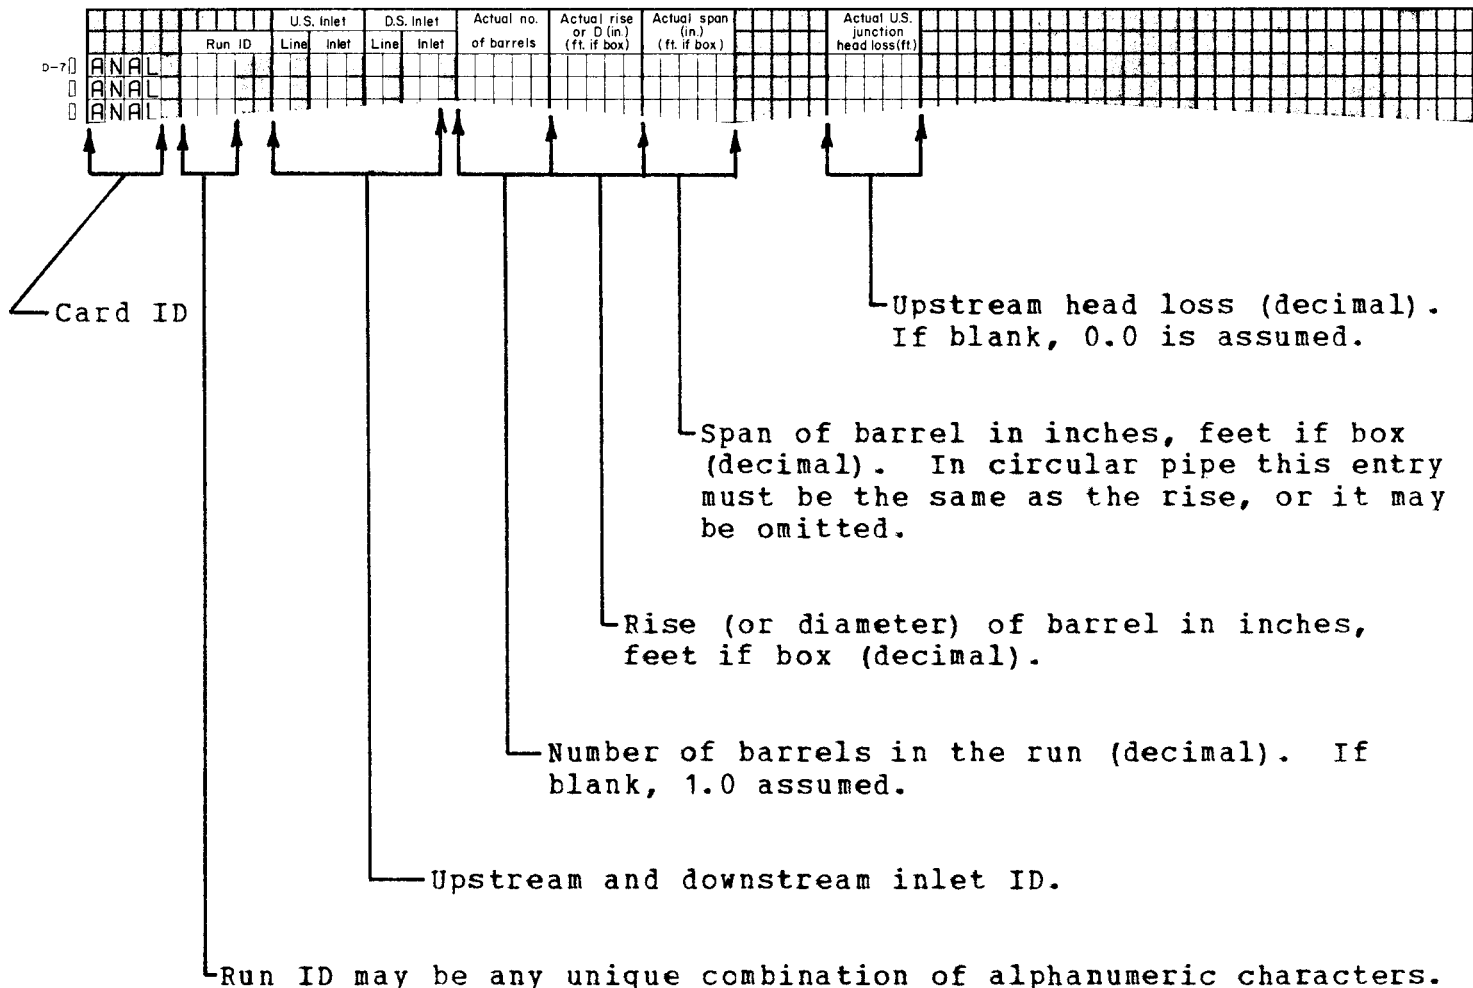 U.S. Inlet D.S. Inlet Actual no. Actual rise Actual span Actual U.S.
or D (in.) (in.) junction
Run ID Line Inlet Line Inlet of barrels (ft. if box) (ft. if box) head loss(ft)
D-7 ANAL
ANAL
ANAL
Card ID
Upstream head loss (decimal).
If blank, 0.0 is assumed.
Span of barrel in inches, feet if box
(decimal). In circular pipe this entry
must be the same as the rise, or it may
be omitted.
Rise (or diameter) of barrel in inches,
feet if box (decimal).
Number of barrels in the run (decimal). If
blank, 1.0 assumed.
Upstream and downstream inlet ID.
Run ID may be any unique combination of alphanumeric characters.